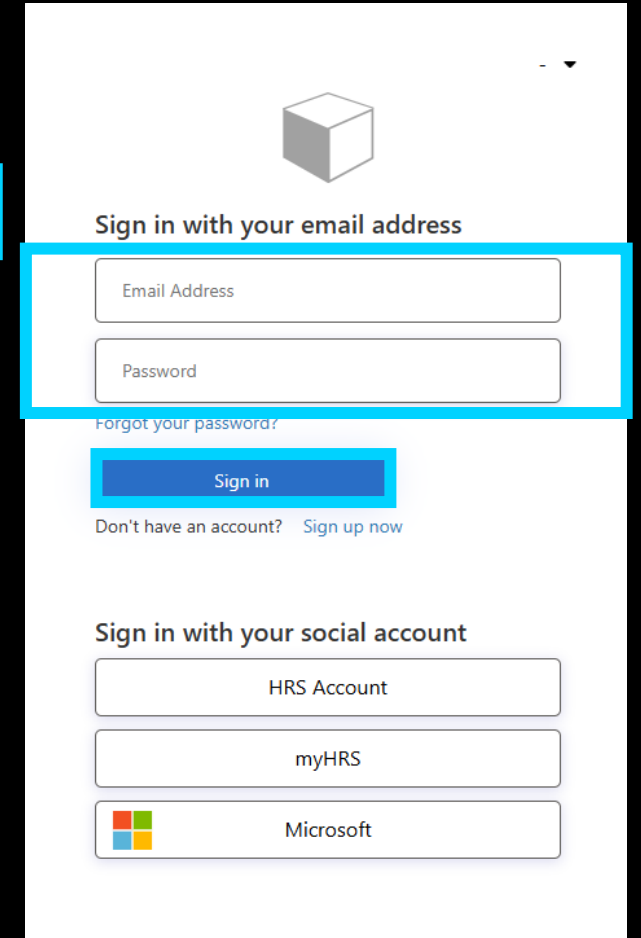 -
Sign in with your email address
Email Address
Password
Forgot your password?
Sign in
Don't have an account? Sign up now
Sign in with your social account
HRS Account
myHRS
Microsoft